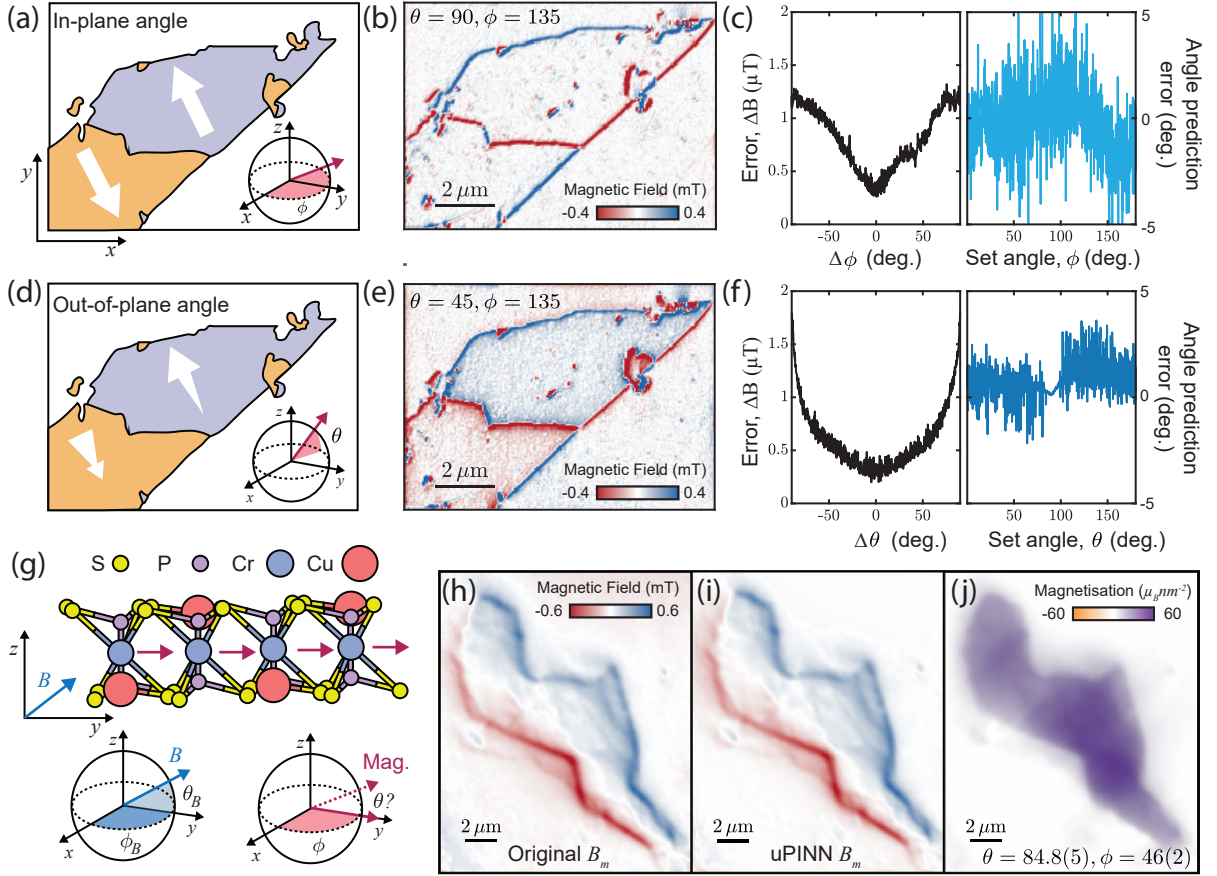 (a)
In-plane angle
y
x
z
x
y
ϕ
(b)
θ = 90, ϕ = 135
2 μm
Magnetic Field (mT)
-0.4 0.4
(c)
Error, ΔB (μT)
2
1.5
1
0.5
0
-50 0 50
Δϕ (deg.)
5
0
-5
Angle prediction
error (deg.)
50 100 150
Set angle, ϕ (deg.)
(d)
Out-of-plane angle
z
θ
x
y
(e)
θ = 45, ϕ = 135
2 μm
Magnetic Field (mT)
-0.4 0.4
(f)
Error, ΔB (μT)
2
1.5
1
0.5
0
-50 0 50
Δθ (deg.)
5
0
-5
Angle prediction
error (deg.)
50 100 150
Set angle, θ (deg.)
(g)
S P Cr Cu
z
B
y
z
B
θB
x
ϕB
y
z
Mag.
θ?
x
ϕ
y
(h)
Magnetic Field (mT)
-0.6 0.6
2 μm
Original Bm
(i)
2 μm
uPINN Bm
(j)
Magnetisation (μBnm⁻²)
-60 60
2 μm
θ = 84.8(5), ϕ = 46(2)